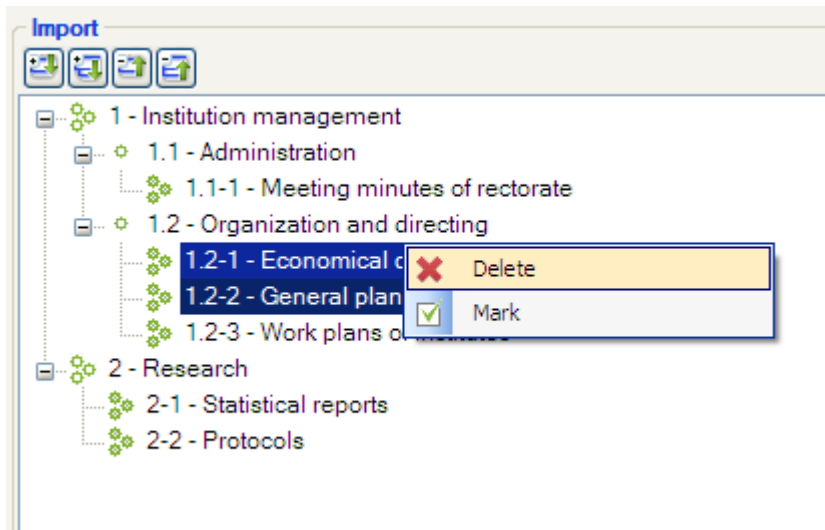 Import
1 - Institution management
1.1 - Administration
1.1-1 - Meeting minutes of rectorate
1.2 - Organization and directing
1.2-1 - Economical
Delete
1.2-2 - General plan
Mark
1.2-3 - Work plans
2 - Research
2-1 - Statistical reports
2-2 - Protocols